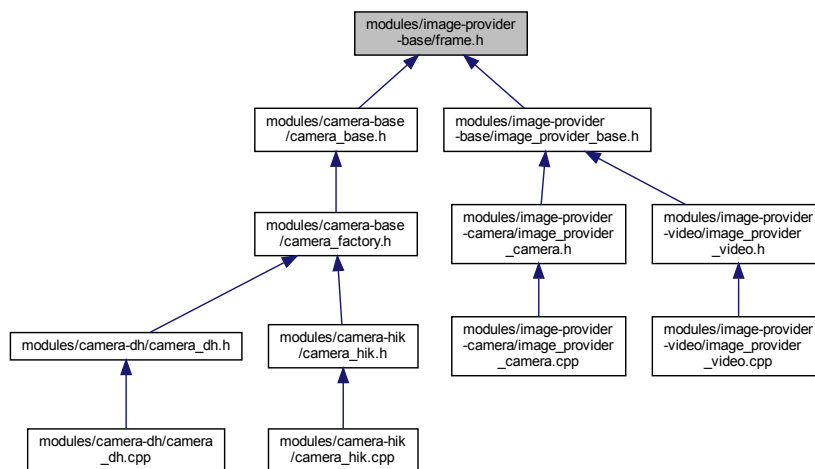 modules/image-provider
-base/frame.h
modules/camera-base
/camera_base.h
modules/image-provider
-base/image_provider_base.h
modules/camera-base
/camera_factory.h
modules/image-provider
-camera/image_provider
_camera.h
modules/image-provider
-video/image_provider
_video.h
modules/camera-dh/camera_dh.h
modules/camera-hik
/camera_hik.h
modules/image-provider
-camera/image_provider
_camera.cpp
modules/image-provider
-video/image_provider
_video.cpp
modules/camera-dh/camera
_dh.cpp
modules/camera-hik
/camera_hik.cpp